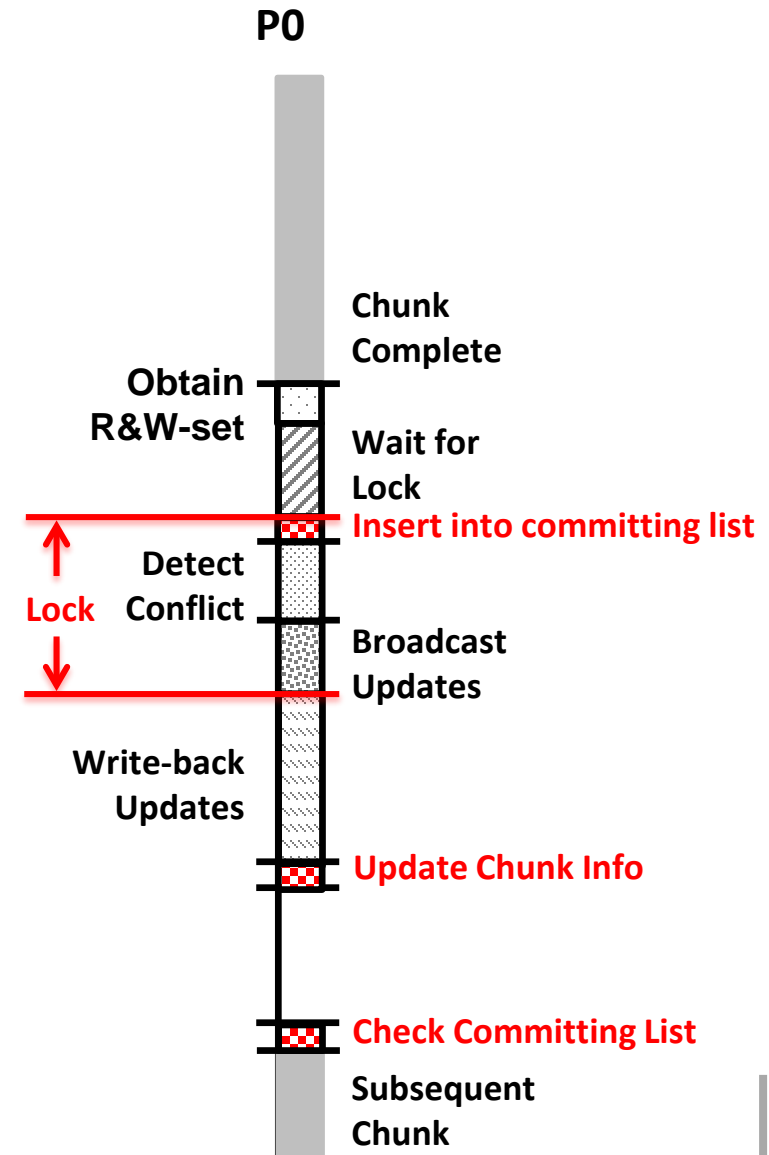 P0
Chunk
Complete
Obtain
R&W-set
Wait for
Lock
Insert into committing list
Detect
Conflict
Lock
Broadcast
Updates
Write-back
Updates
Update Chunk Info
Check Committing List
Subsequent
Chunk